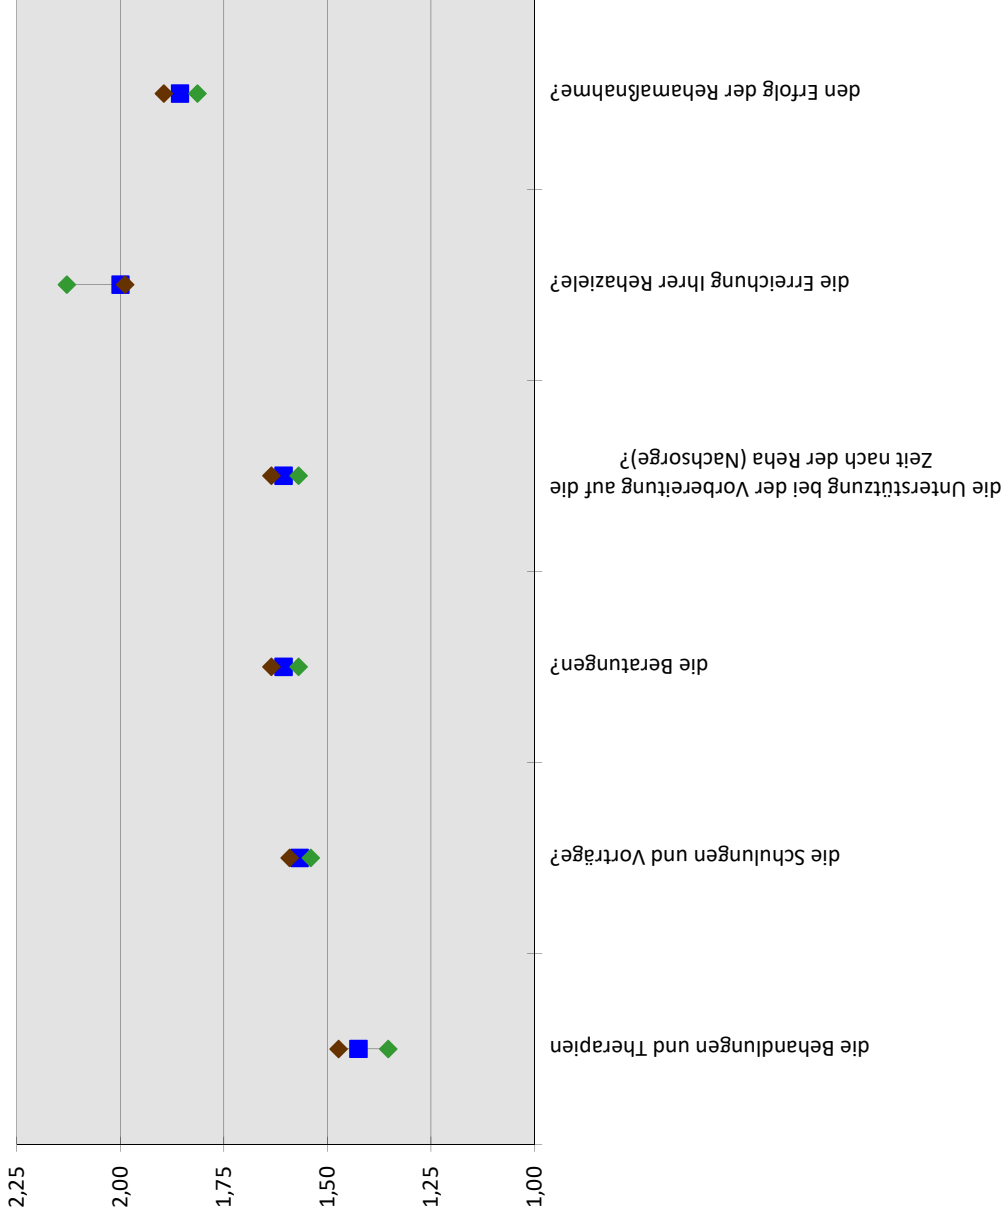 den Erfolg der Rehamaßnahme?
die Erreichung Ihrer Rehaziele?
die Unterstützung bei der Vorbereitung auf die
Zeit nach der Reha (Nachsorge)?
die Beratungen?
die Schulungen und Vorträge?
die Behandlungen und Therapien
2,25
2,00
1,75
1,50
1,25
1,00